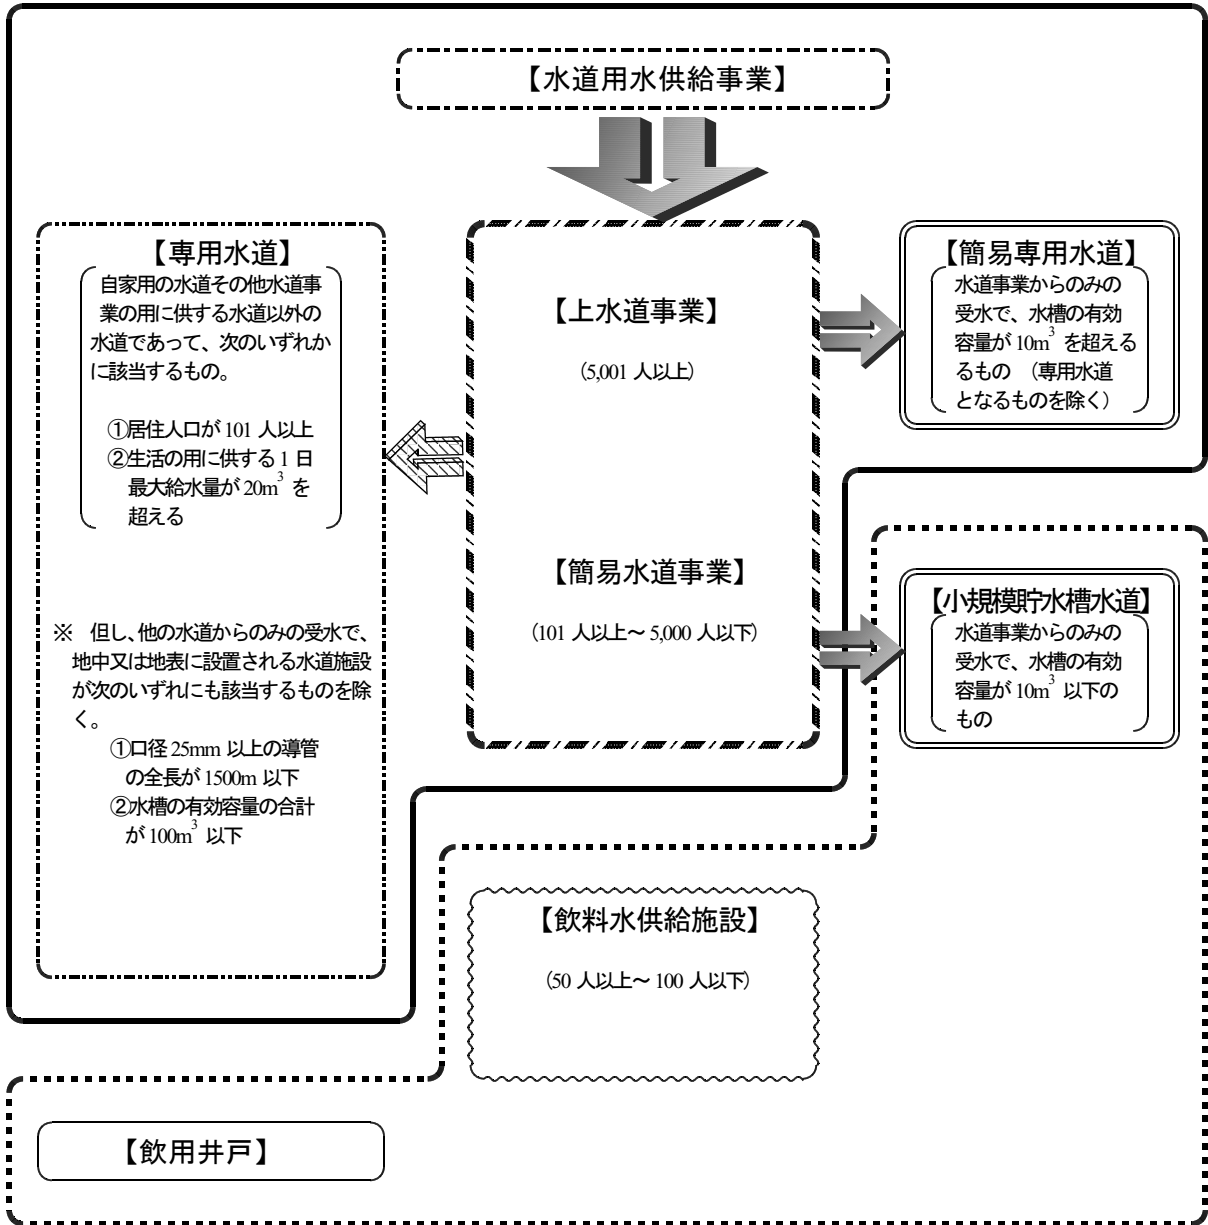 【水道用水供給事業】
【専用水道】
自家用の水道その他水道事
業の用に供する水道以外の
水道であって、次のいずれか
に該当するもの。
①居住人口が 101 人以上
②生活の用に供する 1 日
最大給水量が 20m³ を
超える
※ 但し、他の水道からのみの受水で、
地中又は地表に設置される水道施設
が次のいずれにも該当するものを除
く。
①口径 25mm 以上の導管
の全長が 1500m 以下
②水槽の有効容量の合計
が 100m³ 以下
【上水道事業】
（5,001 人以上）
【簡易水道事業】
（101 人以上～ 5,000 人以下）
【簡易専用水道】
水道事業からのみの
受水で、水槽の有効
容量が 10m³ を超える
るもの （専用水道
となるものを除く）
【小規模貯水槽水道】
水道事業からのみの
受水で、水槽の有効
容量が 10m³ 以下の
もの
【飲料水供給施設】
（50 人以上～ 100 人以下）
【飲用井戸】